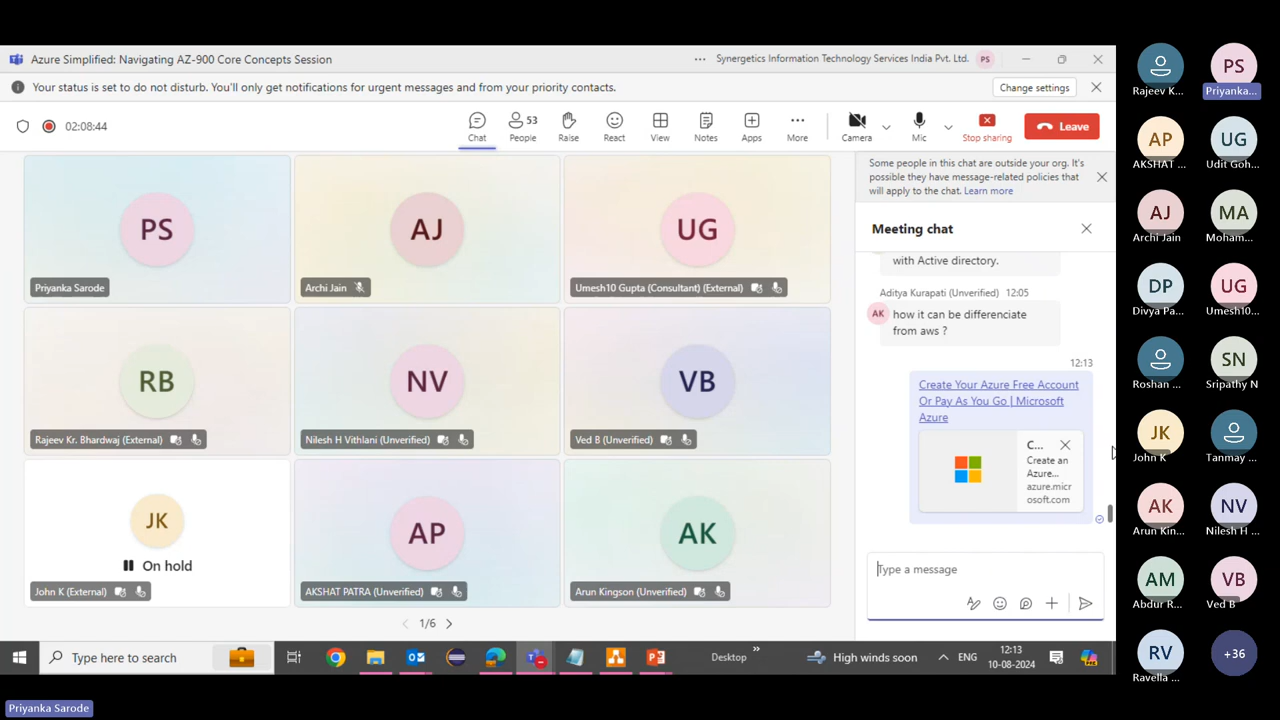 Azure Simplified: Navigating AZ-900 Core Concepts Session
Synergetics Information Technology Services India Pvt. Ltd.
PS
Your status is set to do not disturb. You'll only get notifications for urgent messages and from your priority contacts.
Change settings
02:08:44
Chat
53
People
Raise
React
View
Notes
Apps
More
Camera
Mic
Stop sharing
Leave
PS
Priyanka Sarode
AJ
Archi Jain
UG
Umesh10 Gupta (Consultant) (External)
RB
Rajeev Kr. Bhardwaj (External)
NV
Nilesh H Vithlani (Unverified)
VB
Ved B (Unverified)
JK
On hold
John K (External)
AP
AKSHAT PATRA (Unverified)
AK
Arun Kingson (Unverified)
1/6
Some people in this chat are outside your org. It's
possible they have message-related policies that
will apply to the chat. Learn more
Meeting chat
with Active directory.
Aditya Kurapati (Unverified) 12:05
AK
how it can be differenciate
from aws ?
12:13
Create Your Azure Free Account
Or Pay As You Go | Microsoft
Azure
C...
Create an
Azure...
azure.micr
osoft.com
Type a message
Type here to search
Desktop
High winds soon
ENG
12:13
10-08-2024
Rajeev K...
PS
Priyanka...
AP
AKSHAT ...
UG
Udit Goh...
AJ
Archi Jain
MA
Moham...
DP
Divya Pa...
UG
Umesh10...
Roshan ...
SN
Sripathy N
JK
John K
Tanmay ...
AK
Arun Kin...
NV
Nilesh H ...
AM
Abdur R...
VB
Ved B
RV
Ravella ...
+36
Priyanka Sarode